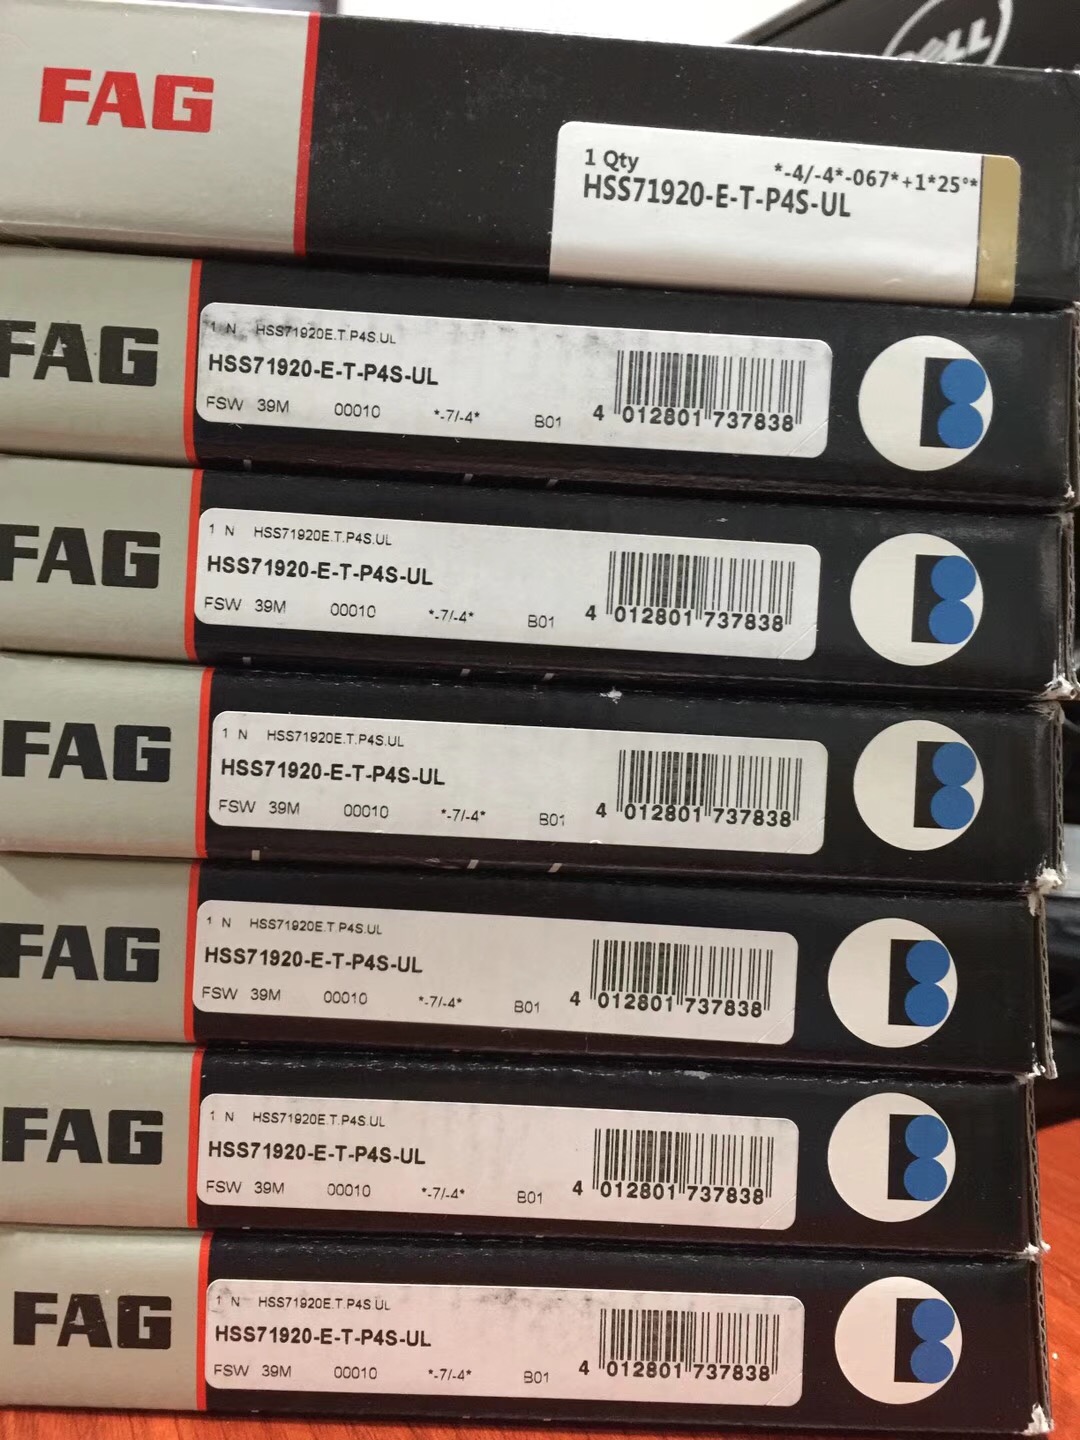 DELL
FAG
1 Qty *-4/-4*-067*+1*25°*
HSS71920-E-T-P4S-UL
FAG
1 N HSS71920E.T.P4S.UL
HSS71920-E-T-P4S-UL
FSW 39M 00010 *-7/-4* B01
4 012801 737838
FAG
1 N HSS71920E.T.P4S.UL
HSS71920-E-T-P4S-UL
FSW 39M 00010 *-7/-4* B01
4 012801 737838
FAG
1 N HSS71920E.T.P4S.UL
HSS71920-E-T-P4S-UL
FSW 39M 00010 *-7/-4* B01
4 012801 737838
FAG
1 N HSS71920E.T.P4S.UL
HSS71920-E-T-P4S-UL
FSW 39M 00010 *-7/-4* B01
4 012801 737838
FAG
1 N HSS71920E.T.P4S.UL
HSS71920-E-T-P4S-UL
FSW 39M 00010 *-7/-4* B01
4 012801 737838
FAG
1 N HSS71920E.T.P4S.UL
HSS71920-E-T-P4S-UL
FSW 39M 00010 *-7/-4* B01
4 012801 737838